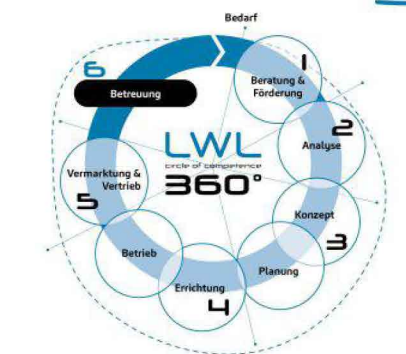 Bedarf
1
Beratung &
Förderung
2
Analyse
Konzept
3
Planung
Errichtung
4
Betrieb
Vermarktung &
Vertrieb
5
6
Betreuung
LWL
circle of competence
360°